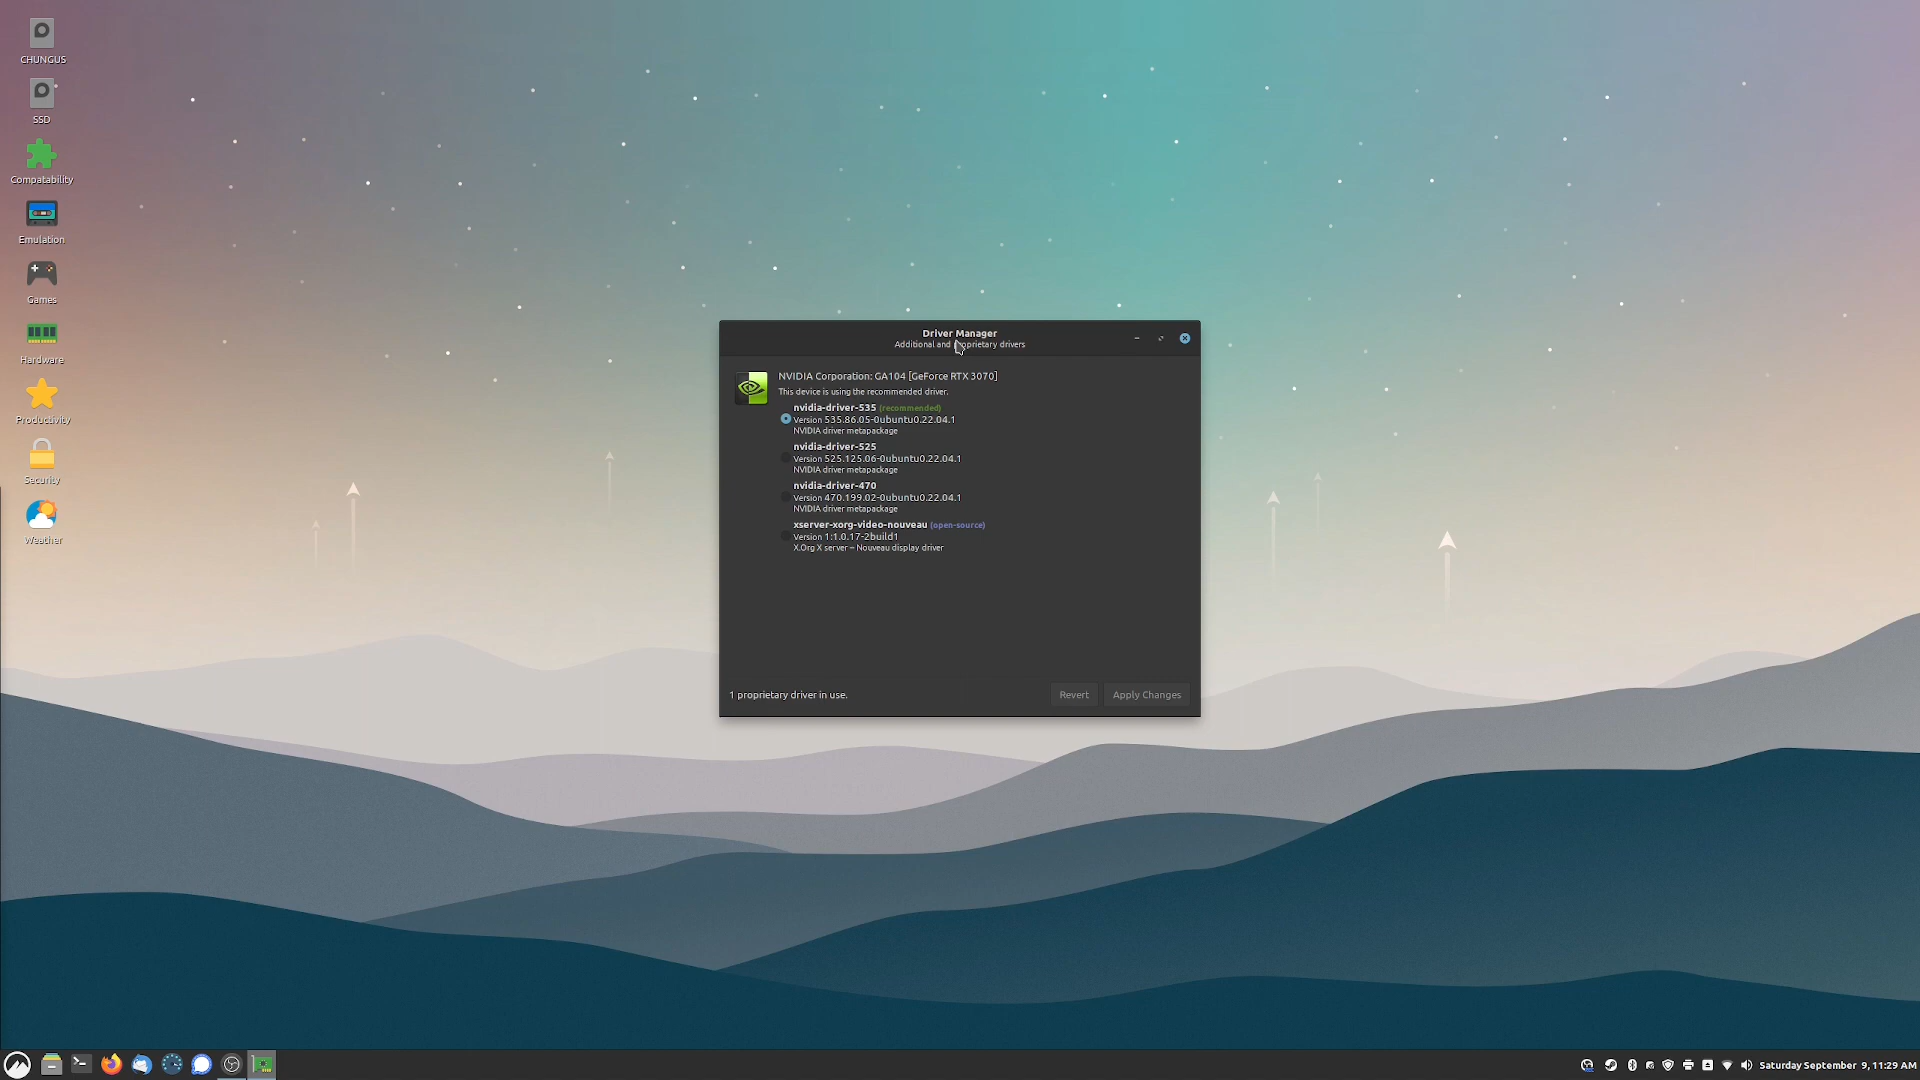 CHUNGUS
SSD
Compatability
Emulation
Games
Hardware
Productivity
Security
Weather
Driver Manager
Additional and proprietary drivers
NVIDIA Corporation: GA104 [GeForce RTX 3070]
This device is using the recommended driver.
nvidia-driver-535 (recommended)
Version 535.86.05-0ubuntu0.22.04.1
NVIDIA driver metapackage
nvidia-driver-525
Version 525.125.06-0ubuntu0.22.04.1
NVIDIA driver metapackage
nvidia-driver-470
Version 470.199.02-0ubuntu0.22.04.1
NVIDIA driver metapackage
xserver-xorg-video-nouveau (open-source)
Version 1:1.0.17-2build1
X.Org X server -- Nouveau display driver
1 proprietary driver in use.
Revert
Apply Changes
Saturday September 9, 11:29 AM